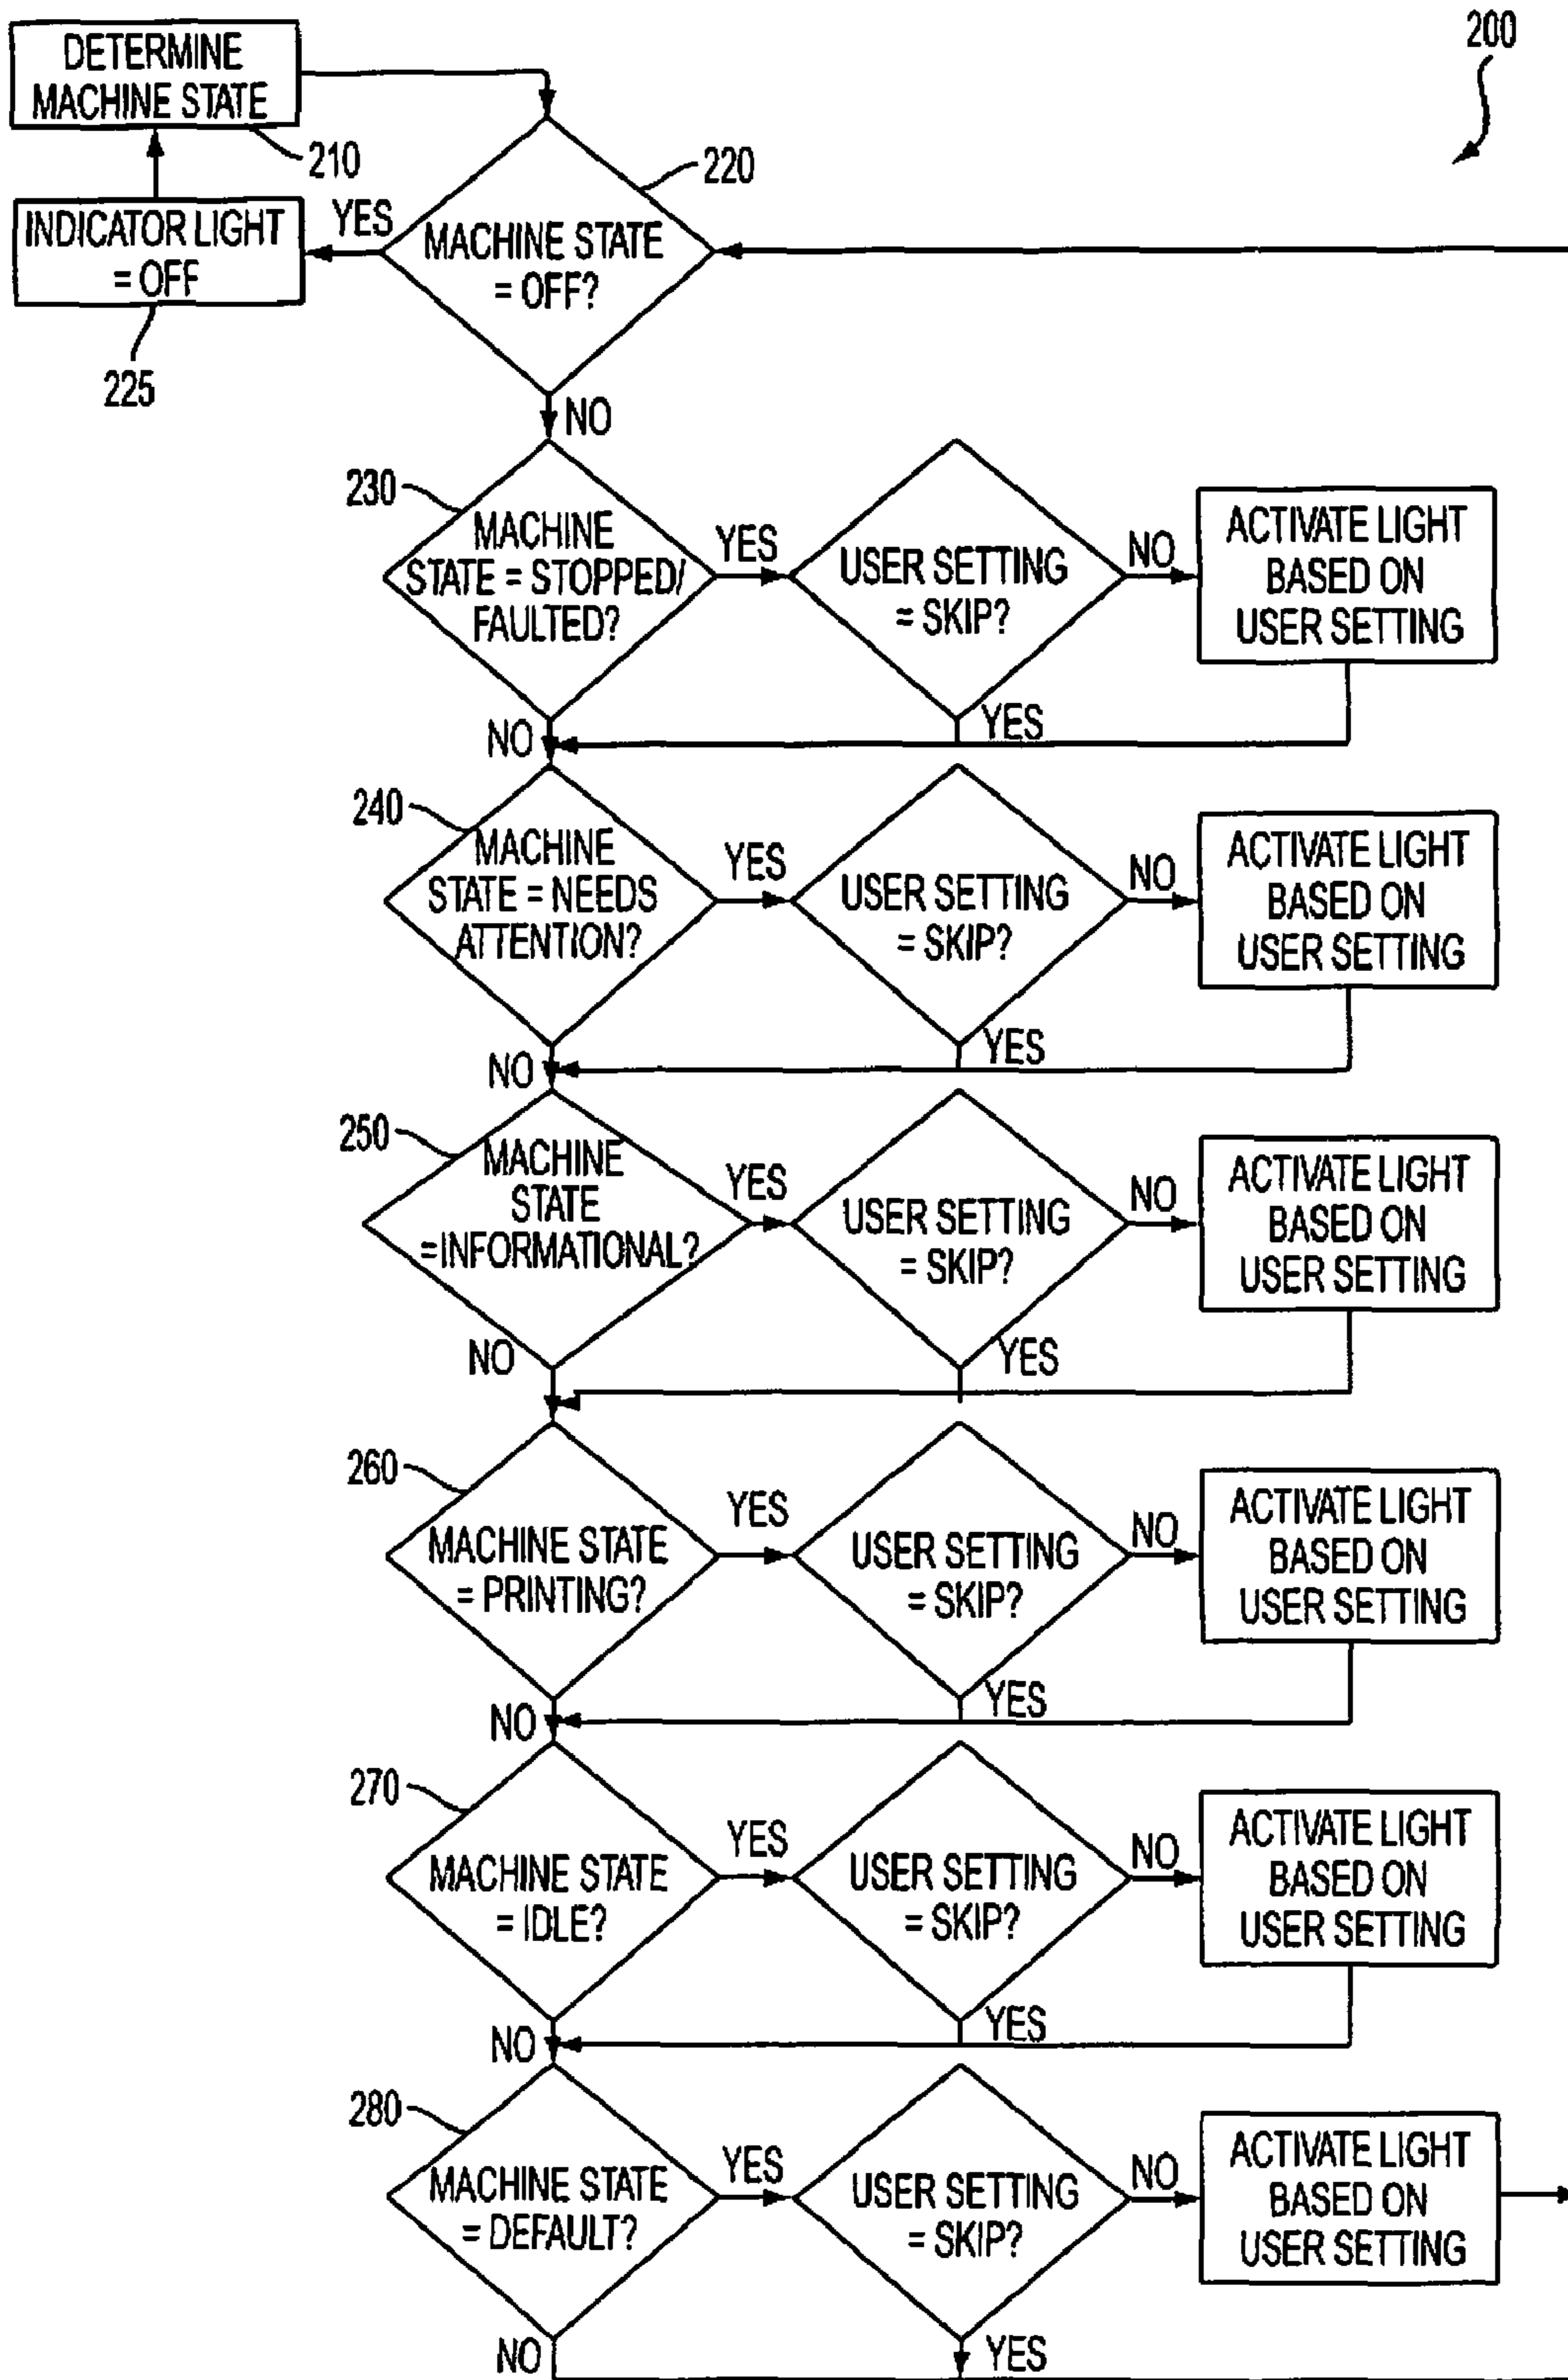 200
DETERMINE
MACHINE STATE
210
220
MACHINE STATE
= OFF?
YES
INDICATOR LIGHT
= OFF
225
NO
230
MACHINE
STATE = STOPPED/
FAULTED?
YES
USER SETTING
= SKIP?
NO
ACTIVATE LIGHT
BASED ON
USER SETTING
NO
YES
240
MACHINE
STATE = NEEDS
ATTENTION?
YES
USER SETTING
= SKIP?
NO
ACTIVATE LIGHT
BASED ON
USER SETTING
NO
YES
250
MACHINE
STATE
=INFORMATIONAL?
YES
USER SETTING
= SKIP?
NO
ACTIVATE LIGHT
BASED ON
USER SETTING
NO
YES
260
MACHINE STATE
= PRINTING?
YES
USER SETTING
= SKIP?
NO
ACTIVATE LIGHT
BASED ON
USER SETTING
NO
YES
270
MACHINE STATE
= IDLE?
YES
USER SETTING
= SKIP?
NO
ACTIVATE LIGHT
BASED ON
USER SETTING
NO
YES
280
MACHINE STATE
= DEFAULT?
YES
USER SETTING
= SKIP?
NO
ACTIVATE LIGHT
BASED ON
USER SETTING
NO
YES